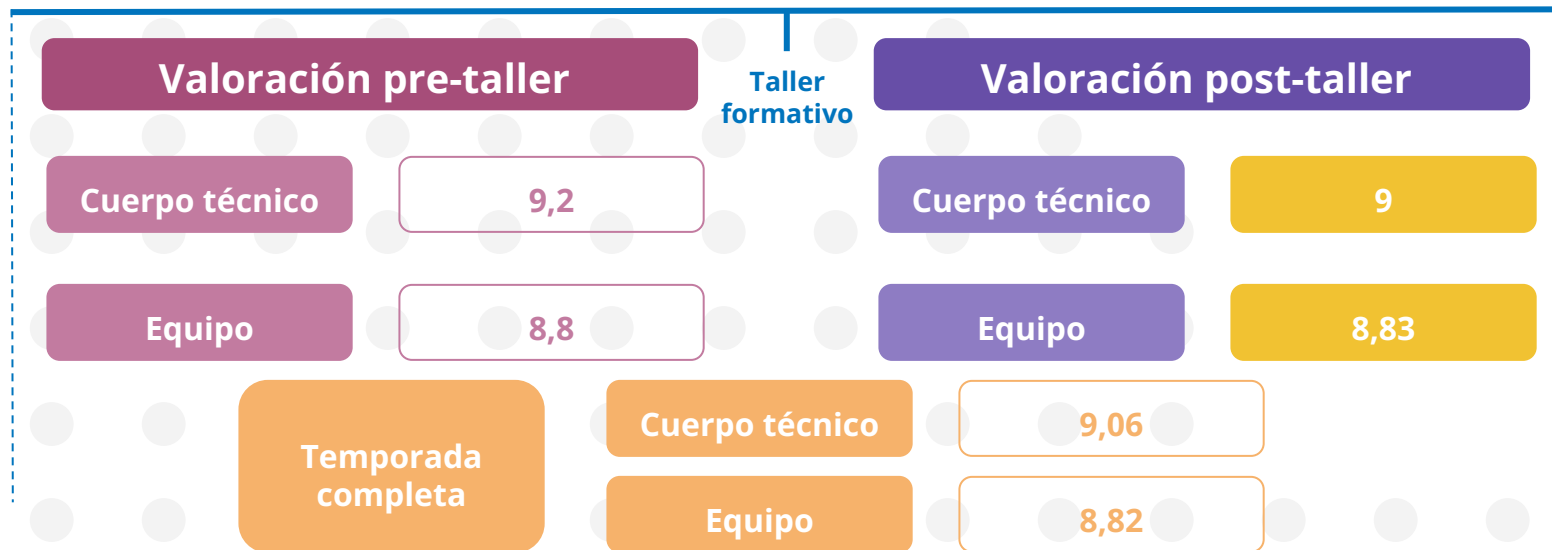 Valoración pre-taller
Taller
formativo
Valoración post-taller
Cuerpo técnico
9,2
Cuerpo técnico
9
Equipo
8,8
Equipo
8,83
Temporada
completa
Cuerpo técnico
9,06
Equipo
8,82